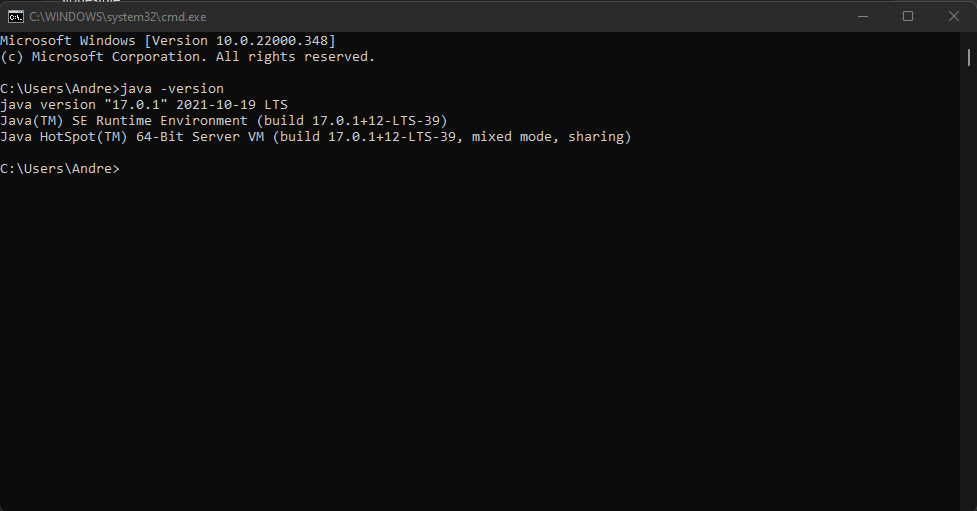 C:\WINDOWS\system32\cmd.exe
Microsoft Windows [Version 10.0.22000.348]
(c) Microsoft Corporation. All rights reserved.
C:\Users\Andre>java -version
java version "17.0.1" 2021-10-19 LTS
Java(TM) SE Runtime Environment (build 17.0.1+12-LTS-39)
Java HotSpot(TM) 64-Bit Server VM (build 17.0.1+12-LTS-39, mixed mode, sharing)
C:\Users\Andre>